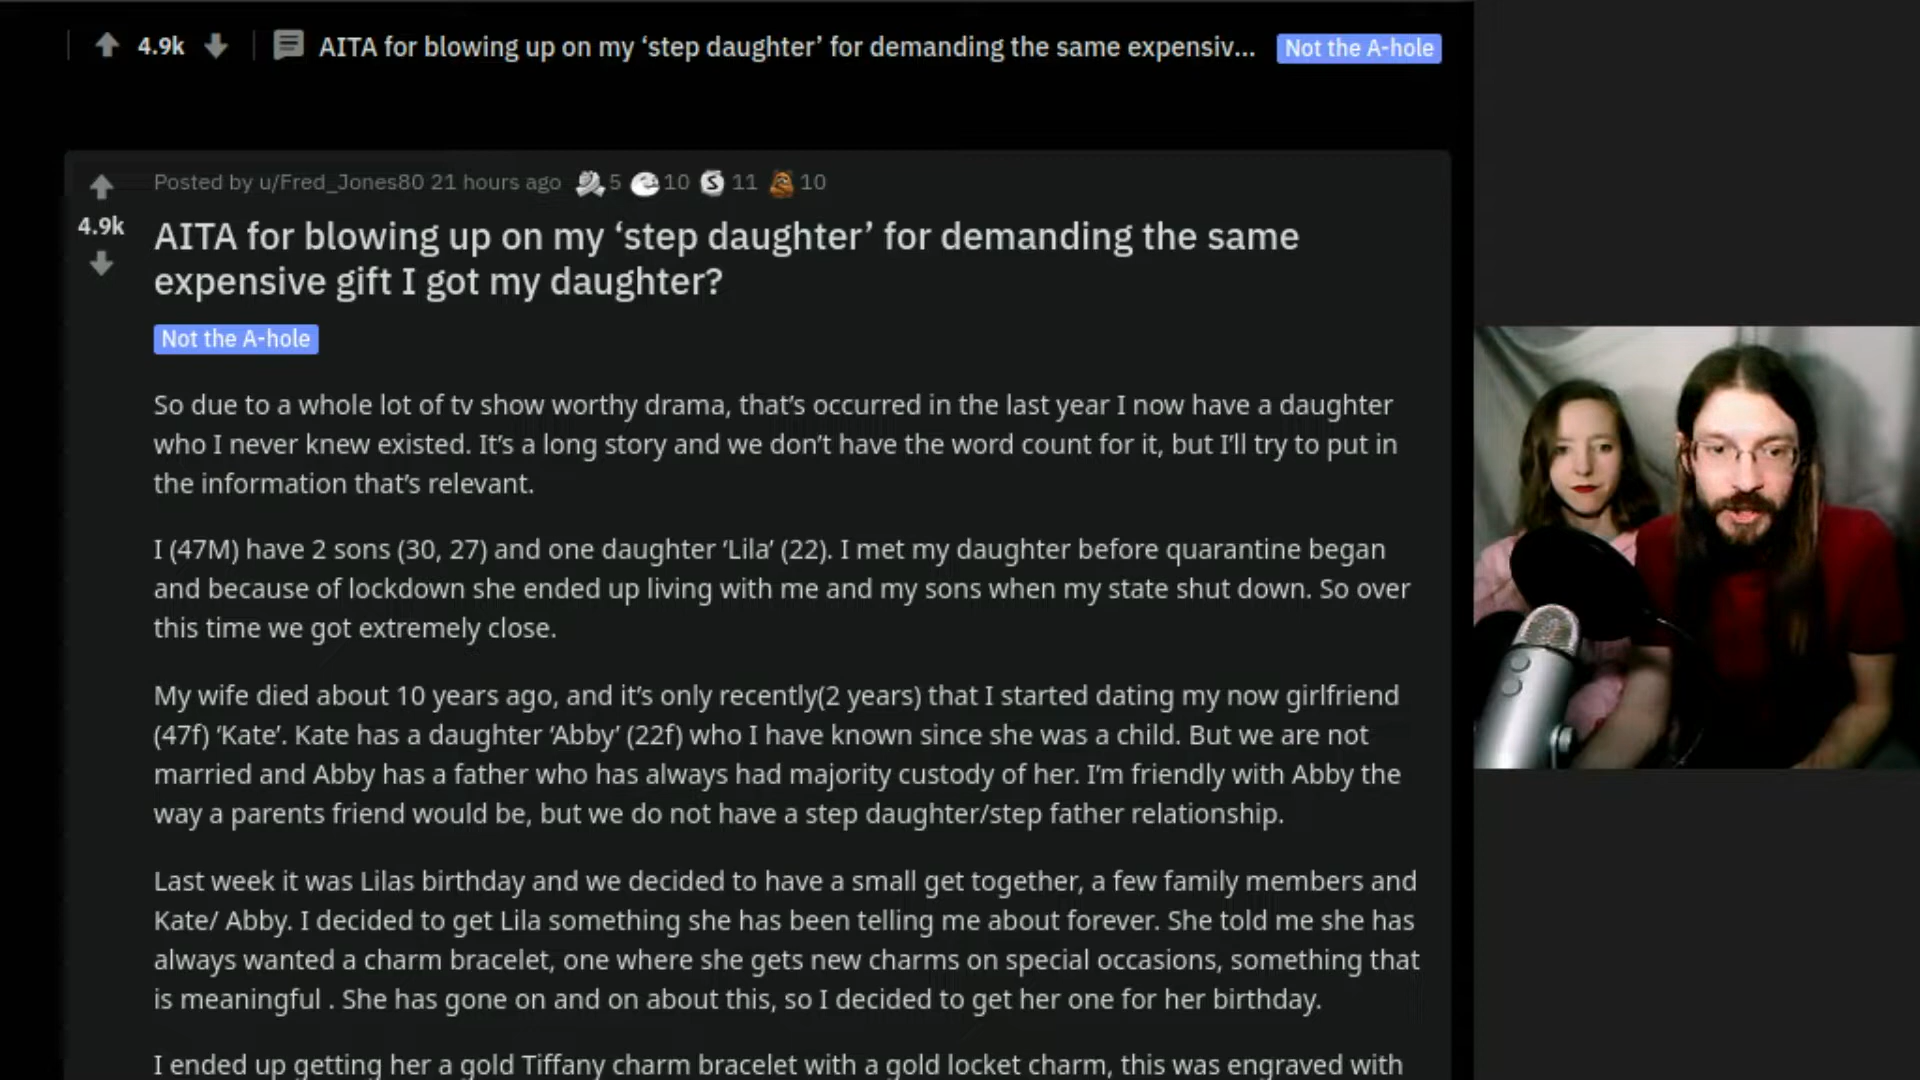 4.9k AITA for blowing up on my ‘step daughter’ for demanding the same expensiv... Not the A-hole
Posted by u/Fred_Jones80 21 hours ago 5 10 11 10
4.9k
AITA for blowing up on my ‘step daughter’ for demanding the same
expensive gift I got my daughter?
Not the A-hole
So due to a whole lot of tv show worthy drama, that’s occurred in the last year I now have a daughter
who I never knew existed. It’s a long story and we don’t have the word count for it, but I’ll try to put in
the information that’s relevant.
I (47M) have 2 sons (30, 27) and one daughter ‘Lila’ (22). I met my daughter before quarantine began
and because of lockdown she ended up living with me and my sons when my state shut down. So over
this time we got extremely close.
My wife died about 10 years ago, and it’s only recently(2 years) that I started dating my now girlfriend
(47f) ‘Kate’. Kate has a daughter ‘Abby’ (22f) who I have known since she was a child. But we are not
married and Abby has a father who has always had majority custody of her. I’m friendly with Abby the
way a parents friend would be, but we do not have a step daughter/step father relationship.
Last week it was Lilas birthday and we decided to have a small get together, a few family members and
Kate/ Abby. I decided to get Lila something she has been telling me about forever. She told me she has
always wanted a charm bracelet, one where she gets new charms on special occasions, something that
is meaningful . She has gone on and on about this, so I decided to get her one for her birthday.
I ended up getting her a gold Tiffany charm bracelet with a gold locket charm, this was engraved with